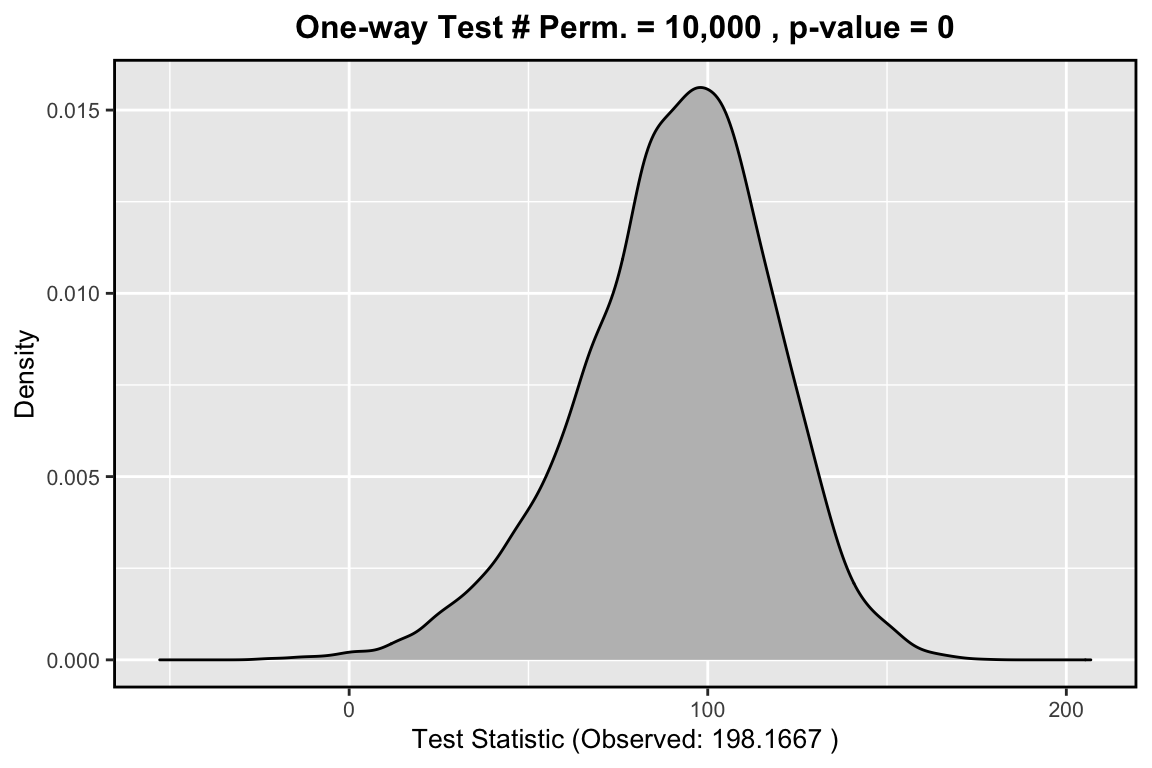 One-way Test # Perm. = 10,000 , p-value = 0
0.015
0.010
0.005
0.000
Density
0
100
200
Test Statistic (Observed: 198.1667 )